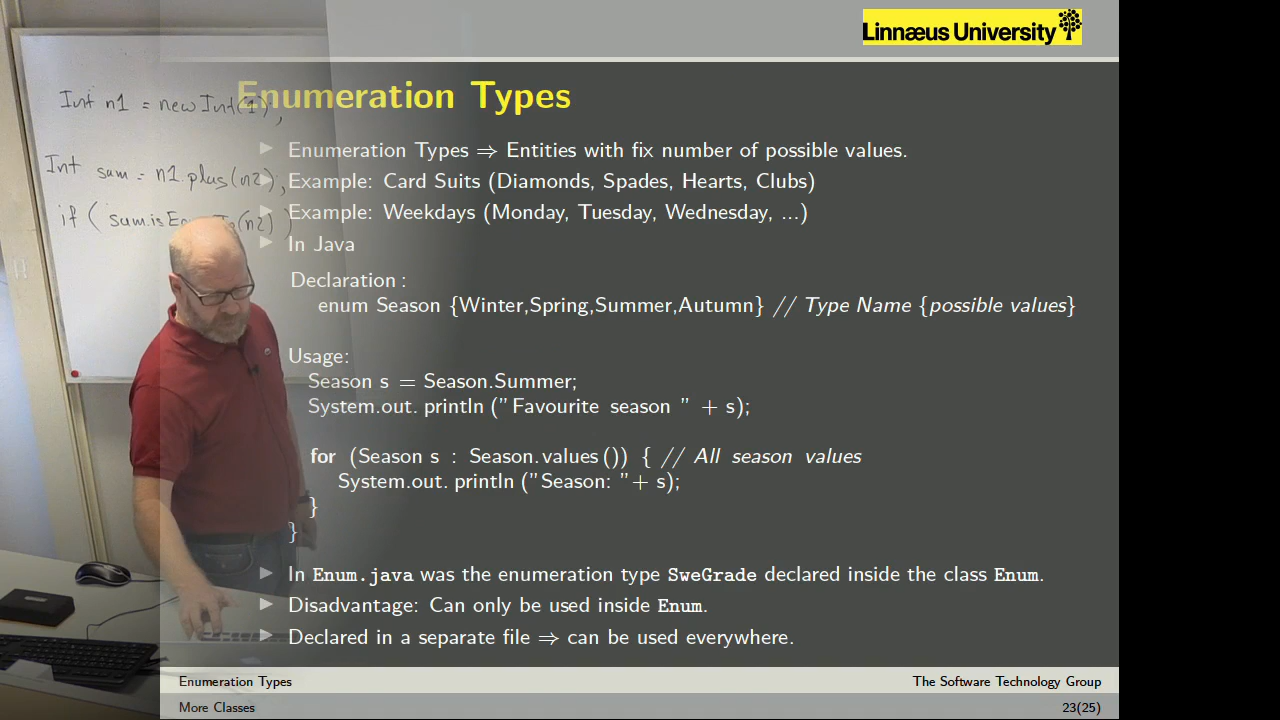 Linnæus University
Int n1 = new Int(1);
Int sum = n1.plus(n2);
if ( sum.isEqualTo(n2) )
Enumeration Types
Enumeration Types ⇒ Entities with fix number of possible values.
Example: Card Suits (Diamonds, Spades, Hearts, Clubs)
Example: Weekdays (Monday, Tuesday, Wednesday, ...)
In Java
Declaration :
enum Season {Winter,Spring,Summer,Autumn} // Type Name {possible values}
Usage:
Season s = Season.Summer;
System.out. println ("Favourite season " + s);
for (Season s : Season.values ()) { // All season values
System.out. println ("Season: "+ s);
}
}
In Enum.java was the enumeration type SweGrade declared inside the class Enum.
Disadvantage: Can only be used inside Enum.
Declared in a separate file ⇒ can be used everywhere.
Enumeration Types
The Software Technology Group
More Classes
23(25)